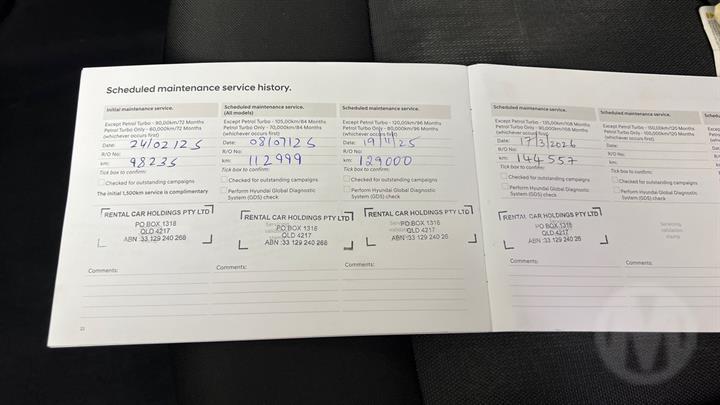 Scheduled maintenance service history.
Initial maintenance service.
Except Petrol Turbo - 90,00km/72 Months
Petrol Turbo Only - 60,000km/72 Months
(whichever occurs first)
Date: 24/02/25
R/O No:
km: 98235
Tick box to confirm:
Checked for outstanding campaigns
The initial 1,500km service is complimentary
RENTAL CAR HOLDINGS PTY LTD
PO BOX 1318
QLD 4217
ABN :33 129 240 268
Comments:
Scheduled maintenance service.
(All models)
Except Petrol Turbo - 105,00km/84 Months
Petrol Turbo Only - 70,000km/84 Months
(whichever occurs first)
Date: 08/07/25
R/O No:
km: 112999
Tick box to confirm:
Checked for outstanding campaigns
Perform Hyundai Global Diagnostic
System (GDS) check
RENTAL CAR HOLDINGS PTY LTD
PO BOX 1318
QLD 4217
ABN :33 129 240 268
Comments:
Scheduled maintenance service.
Except Petrol Turbo - 120,00km/96 Months
Petrol Turbo Only - 80,000km/96 Months
(whichever occurs first)
Date: 19/11/25
R/O No:
km: 129000
Tick box to confirm:
Checked for outstanding campaigns
Perform Hyundai Global Diagnostic
System (GDS) check
RENTAL CAR HOLDINGS PTY LTD
PO BOX 1318
QLD 4217
ABN :33 129 240 26
Comments:
22
Scheduled maintenance service.
Except Petrol Turbo - 135,00km/108 Months
Petrol Turbo Only - 90,000km/108 Months
(whichever occurs first)
Date: 17/3/2026
R/O No:
km: 144557
Tick box to confirm:
Checked for outstanding campaigns
Perform Hyundai Global Diagnostic
System (GDS) check
RENTAL CAR HOLDINGS PTY LTD
PO BOX 1318
QLD 4217
ABN :33 129 240 26
Comments:
Scheduled maintenance service.
Except Petrol Turbo - 150,00km/120 Months
Petrol Turbo Only - 100,000km/120 Months
(whichever occurs first)
Date:
R/O No:
km:
Tick box to confirm:
Checked for outstanding campaigns
Perform Hyundai Global Diagnostic
System (GDS) check
Servicing
validation
stamp
Comments: